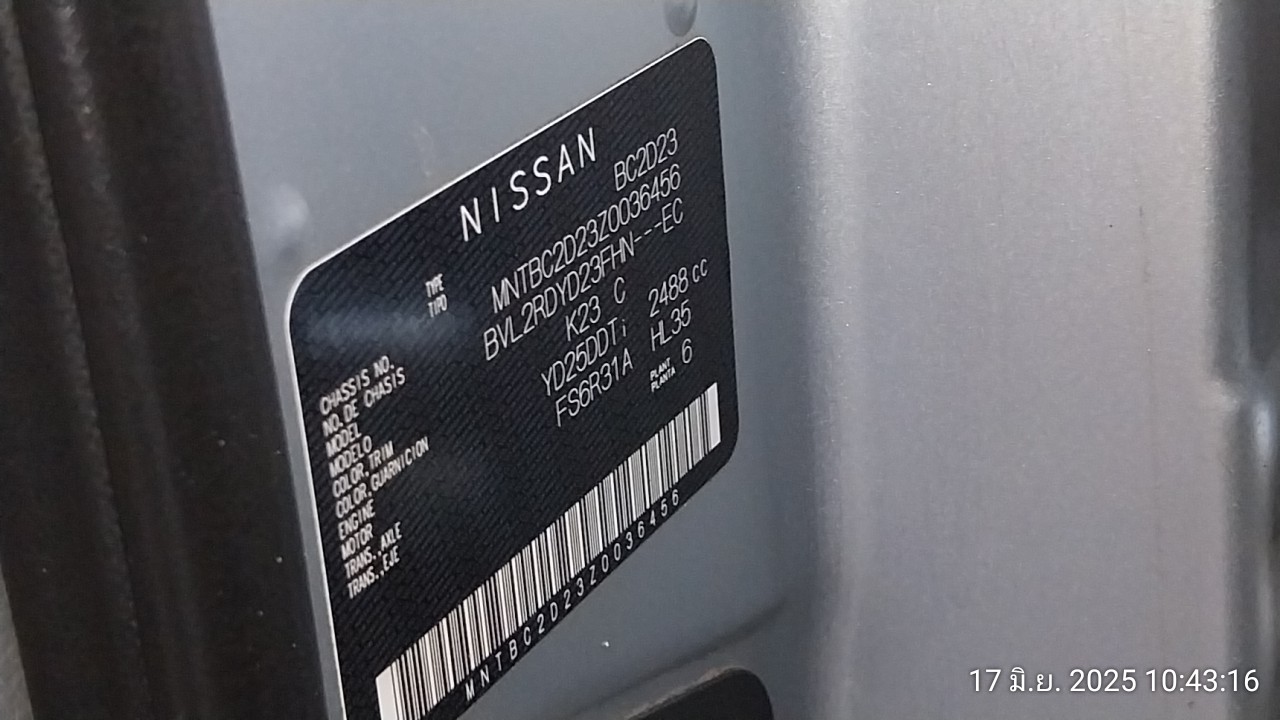 NISSAN
TYPE BC2D23
TIPO
CHASSIS NO. MNTBC2D23Z0036456
NO.DE CHASiS
MODEL BVL2RDYD23FHN---EC
MODELO
COLOR,TRIM K23 C
COLOR,GUARNICION
ENGINE YD25DDTi 2488 cc
MOTOR
TRANS.,AXLE FS6R31A HL35
TRANS.,EJE
PLANT 6
PLANTA
MNTBC2D23Z0036456
17 มิ.ย. 2025 10:43:16